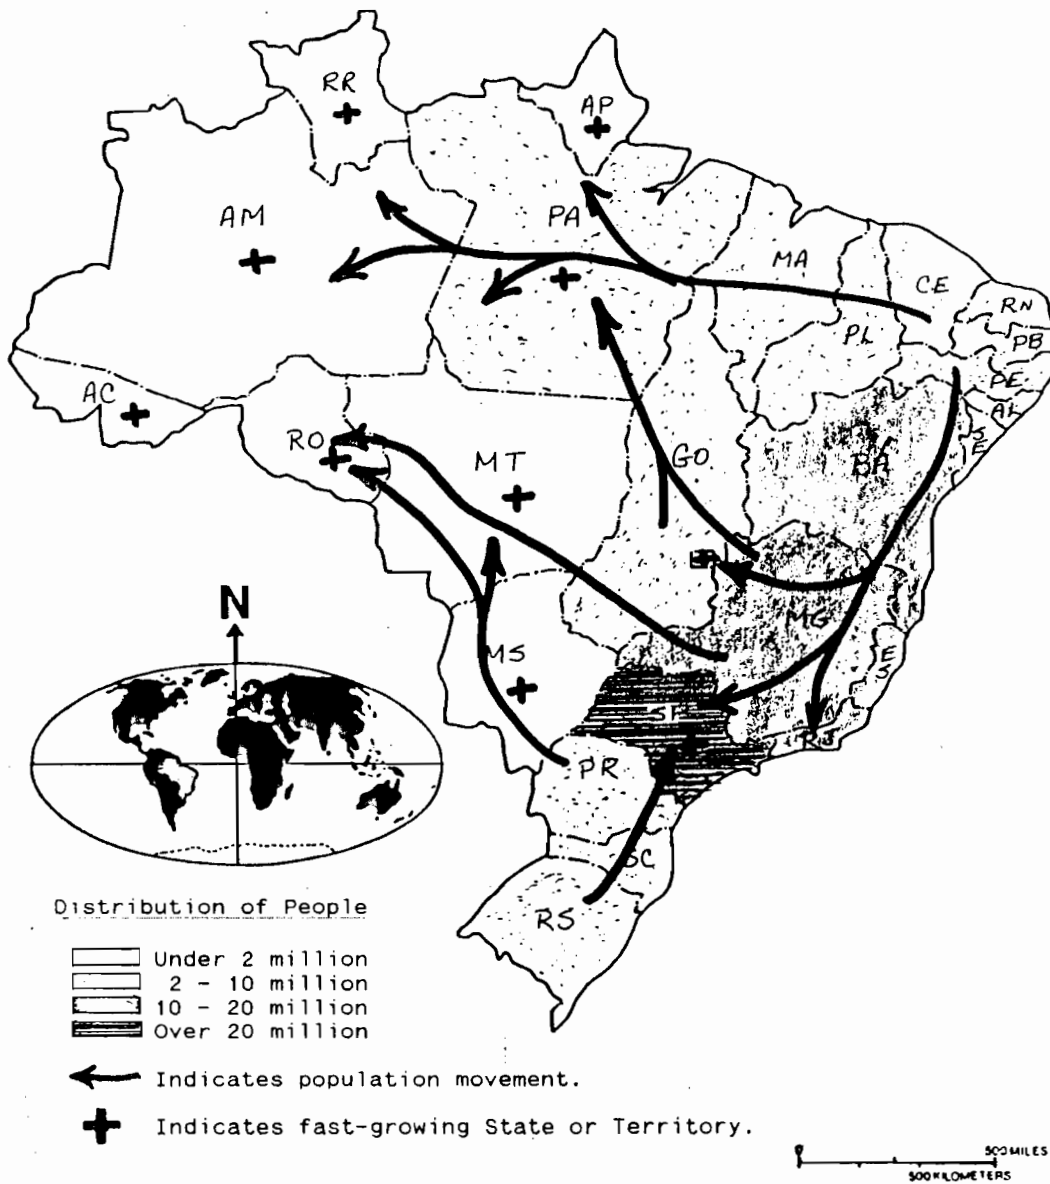 RR
AP
AM
PA
MA
CE
RN
PB
PL
PE
AL
SE
AC
RO
MT
GO
BA
MG
ES
MS
SP
RJ
PR
SC
RS
N
Distribution of People
Under 2 million
2 - 10 million
10 - 20 million
Over 20 million
Indicates population movement.
Indicates fast-growing State or Territory.
0
500 MILES
500 KILOMETERS